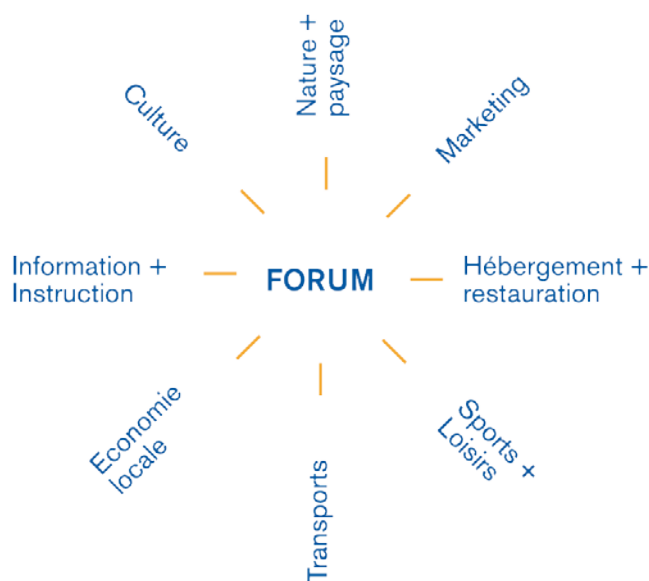 Nature +
paysage
Culture
Marketing
Information +
Instruction
FORUM
Hébergement +
restauration
Economie
locale
Sports +
Loisirs
Transports